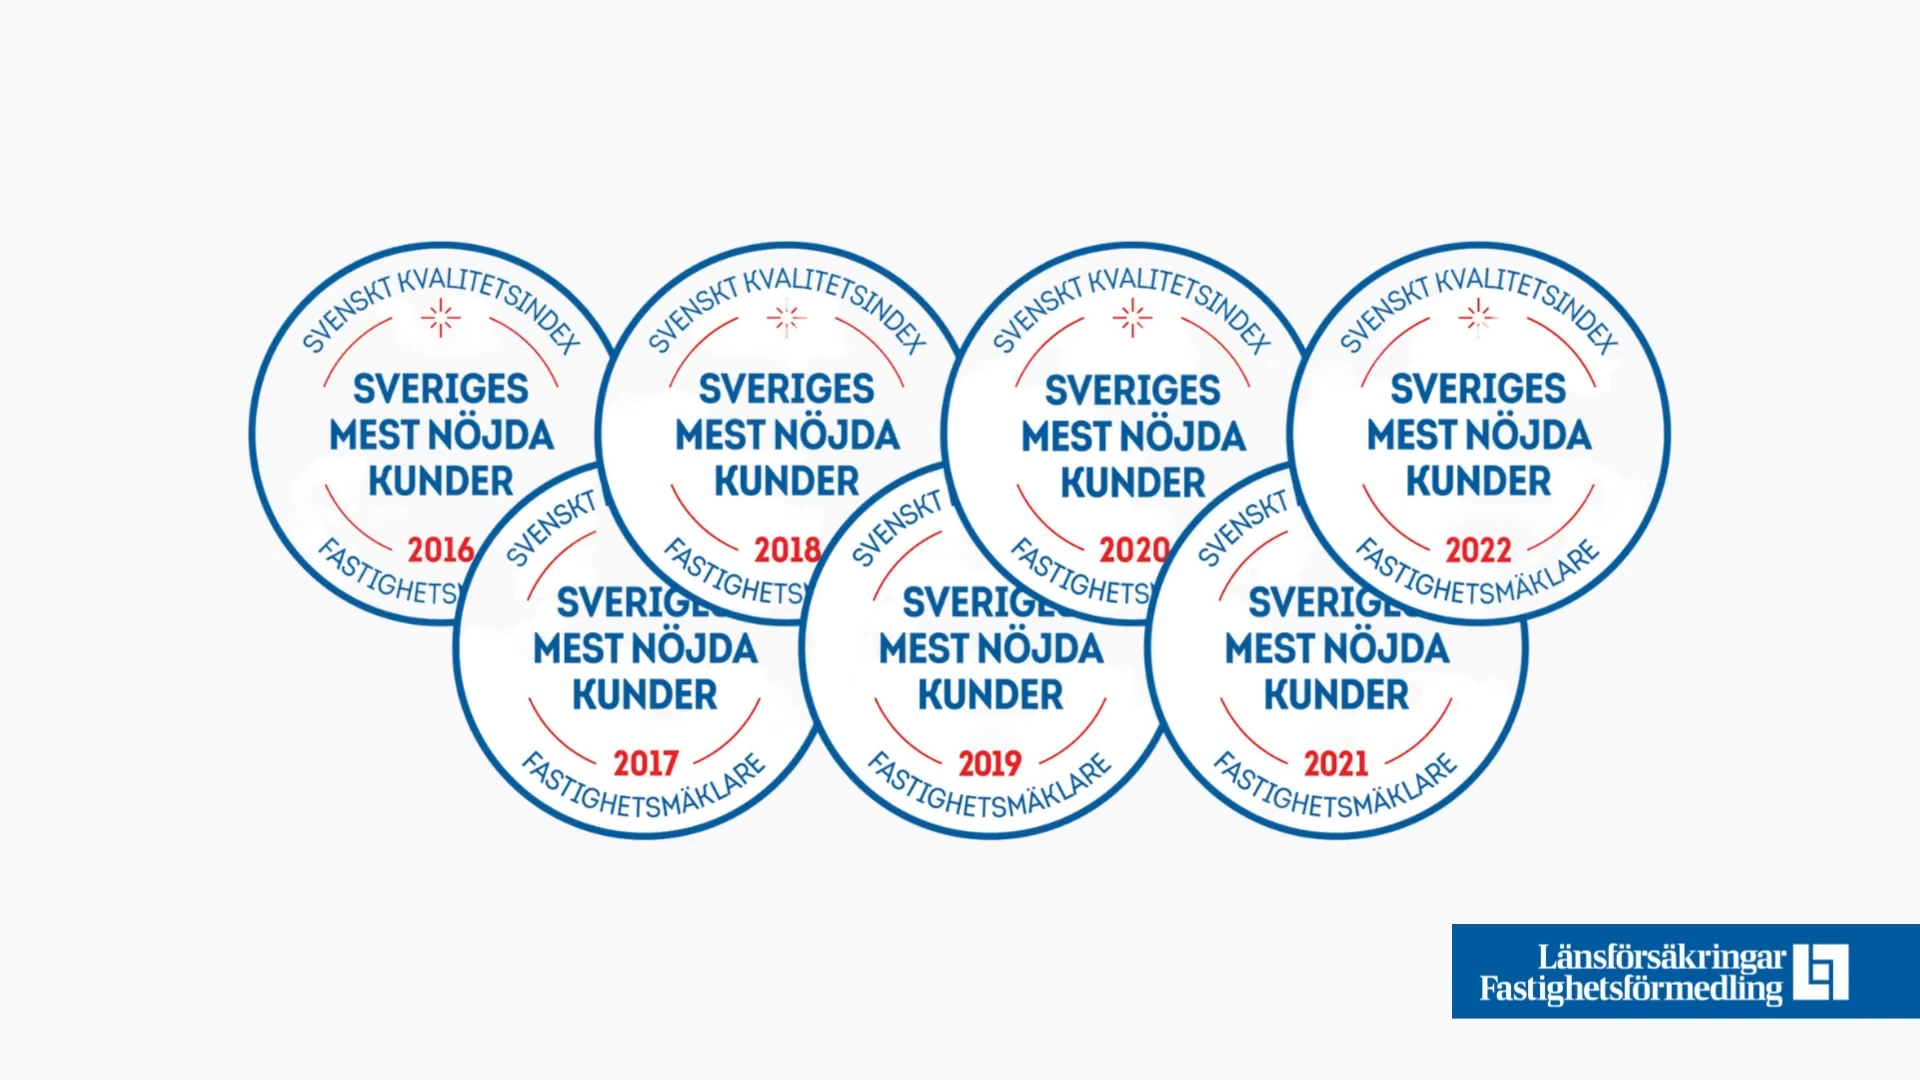 SVENSKT KVALITETSINDEX
SVERIGES
MEST NÖJDA
KUNDER
2016
SVENSKT KVALITETSINDEX
SVERIGES
MEST NÖJDA
KUNDER
2018
SVENSKT KVALITETSINDEX
SVERIGES
MEST NÖJDA
KUNDER
2020
SVENSKT KVALITETSINDEX
SVERIGES
MEST NÖJDA
KUNDER
2022
FASTIGHETSMÄKLARE
SVENSKT
MEST NÖJDA
KUNDER
2017
FASTIGHETSMÄKLARE
SVENSKT
MEST NÖJDA
KUNDER
2019
FASTIGHETSMÄKLARE
SVENSKT
MEST NÖJDA
KUNDER
2021
FASTIGHETSMÄKLARE
Länsförsäkringar
Fastighetsförmedling